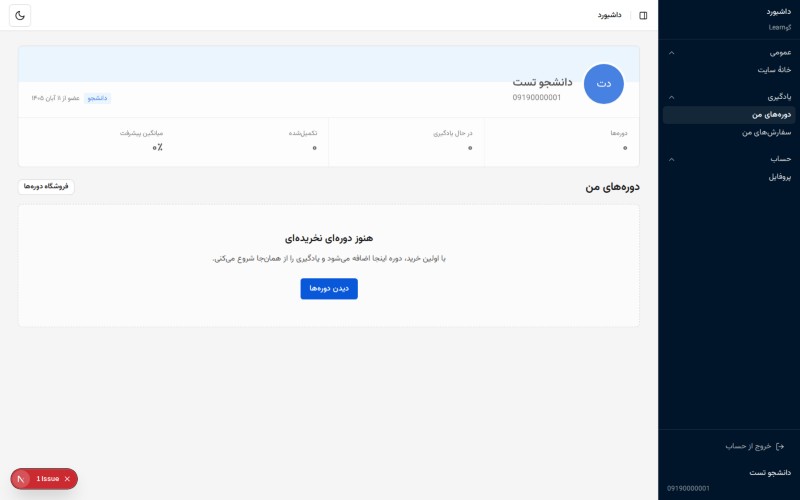 داشبورد
گوLearn
عمومی
خانهٔ سایت
یادگیری
دوره‌های من
سفارش‌های من
حساب
پروفایل
خروج از حساب
دانشجو تست
09190000001
داشبورد
دت
دانشجو تست
09190000001
دانشجو
عضو از ۱۱ آبان ۱۴۰۵
دوره‌ها
۰
در حال یادگیری
۰
تکمیل‌شده
۰
میانگین پیشرفت
۰٪
دوره‌های من
فروشگاه دوره‌ها
هنوز دوره‌ای نخریده‌ای
با اولین خرید، دوره اینجا اضافه می‌شود و یادگیری را از همان‌جا شروع می‌کنی.
دیدن دوره‌ها
N 1 Issue